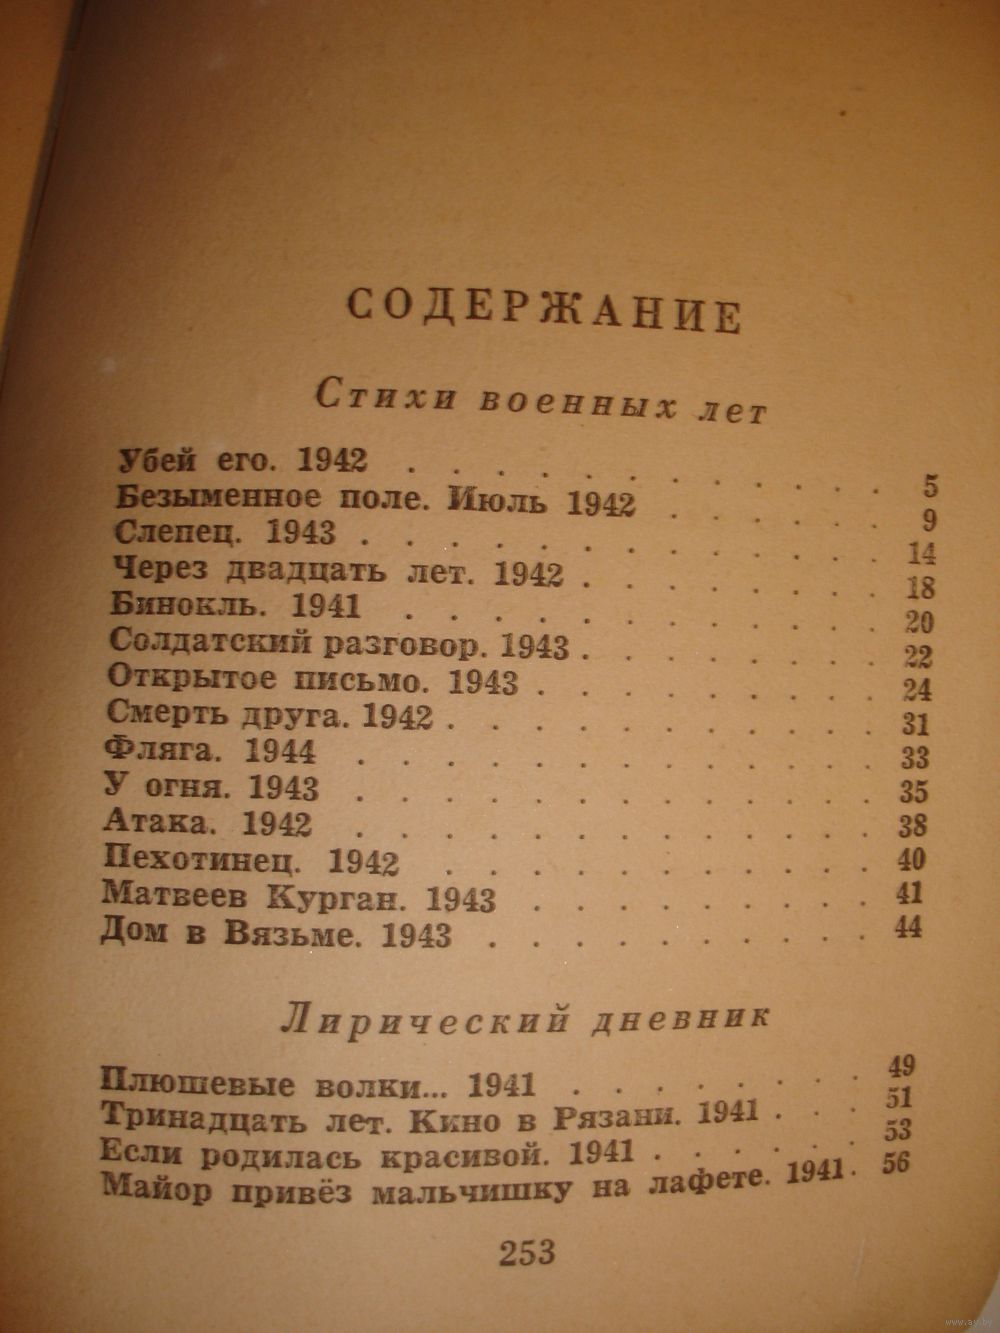 СОДЕРЖАНИЕ
Стихи военных лет
Убей его. 1942 . . . . . . . . . . . 5
Безыменное поле. Июль 1942 . . . . . . 9
Слепец. 1943 . . . . . . . . . . . . 14
Через двадцать лет. 1942 . . . . . . . . 18
Бинокль. 1941 . . . . . . . . . . . 20
Солдатский разговор. 1943 . . . . . . . . 22
Открытое письмо. 1943 . . . . . . . . . 24
Смерть друга. 1942 . . . . . . . . . . . 31
Фляга. 1944 . . . . . . . . . . . . 33
У огня. 1943 . . . . . . . . . . . . 35
Атака. 1942 . . . . . . . . . . . . 38
Пехотинец. 1942 . . . . . . . . . . 40
Матвеев Курган. 1943 . . . . . . . . . 41
Дом в Вязьме. 1943 . . . . . . . . . . 44
Лирический дневник
Плюшевые волки... 1941 . . . . . . . . 49
Тринадцать лет. Кино в Рязани. 1941 . . . 51
Если родилась красивой. 1941 . . . . . . 53
Майор привёз мальчишку на лафете. 1941 . 56
253
www.ay.by